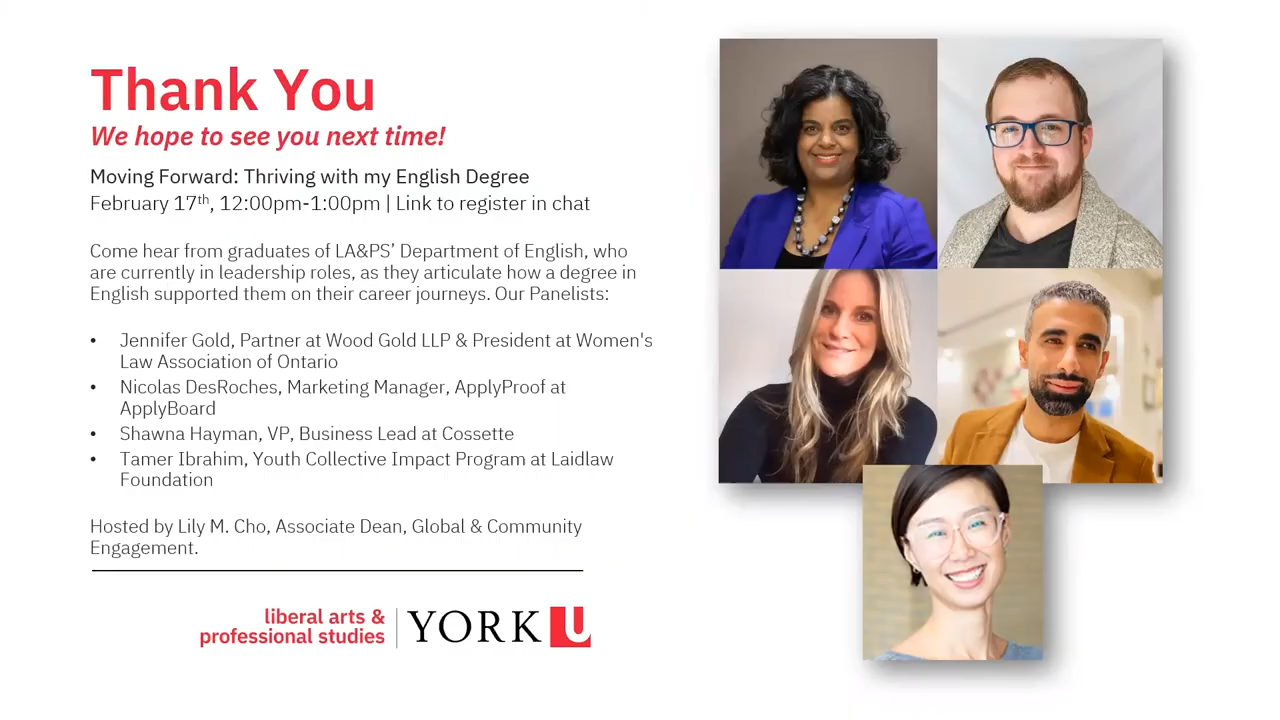 Thank You
We hope to see you next time!
Moving Forward: Thriving with my English Degree
February 17th, 12:00pm-1:00pm | Link to register in chat
Come hear from graduates of LA&PS’ Department of English, who
are currently in leadership roles, as they articulate how a degree in
English supported them on their career journeys. Our Panelists:
• Jennifer Gold, Partner at Wood Gold LLP & President at Women's
Law Association of Ontario
• Nicolas DesRoches, Marketing Manager, ApplyProof at
ApplyBoard
• Shawna Hayman, VP, Business Lead at Cossette
• Tamer Ibrahim, Youth Collective Impact Program at Laidlaw
Foundation
Hosted by Lily M. Cho, Associate Dean, Global & Community
Engagement.
liberal arts &
professional studies
YORK U